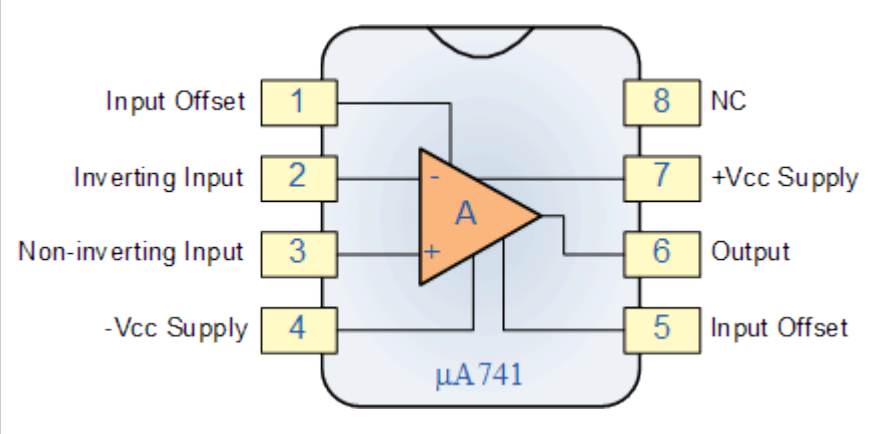 Input Offset 1 8 NC
Inverting Input 2 - 7 +Vcc Supply
A
Non-inverting Input 3 + 6 Output
-Vcc Supply 4 5 Input Offset
µA741